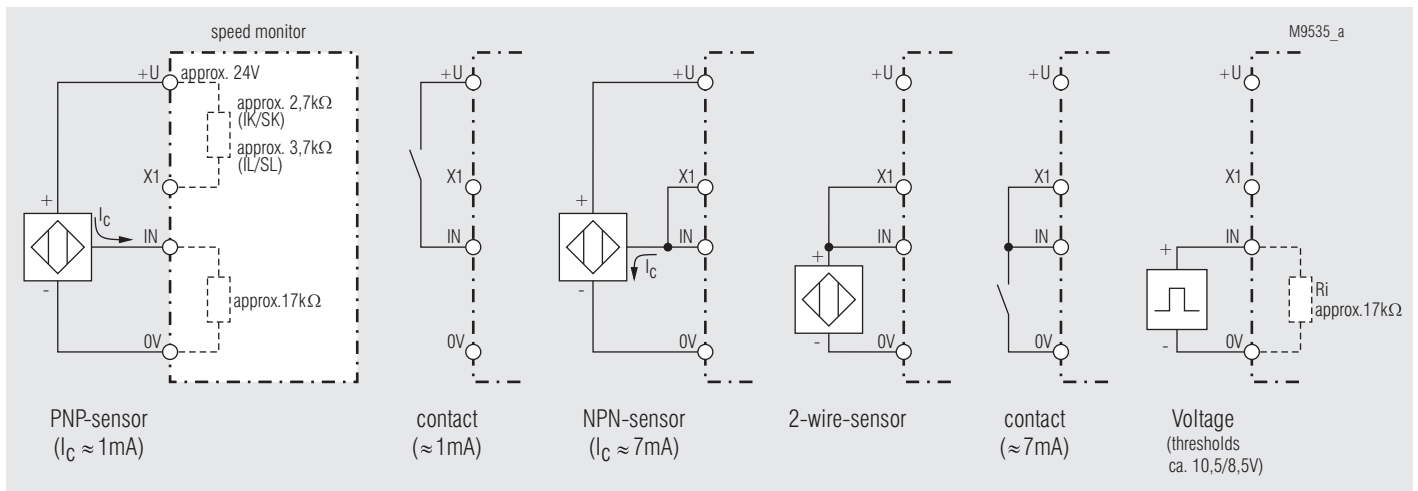 speed monitor
M9535_a
+U
approx. 24V
approx. 2,7kΩ
(IK/SK)
approx. 3,7kΩ
(IL/SL)
X1
+
IC
IN
-
approx.17kΩ
0V
PNP-sensor
(IC ≈ 1mA)
+U
X1
IN
0V
contact
(≈1mA)
+U
X1
+
IN
IC
-
0V
NPN-sensor
(IC ≈ 7mA)
+U
X1
IN
+
-
0V
2-wire-sensor
+U
X1
IN
0V
contact
(≈7mA)
+U
X1
IN
+
Ri
approx.17kΩ
-
0V
Voltage
(thresholds
ca. 10,5/8,5V)